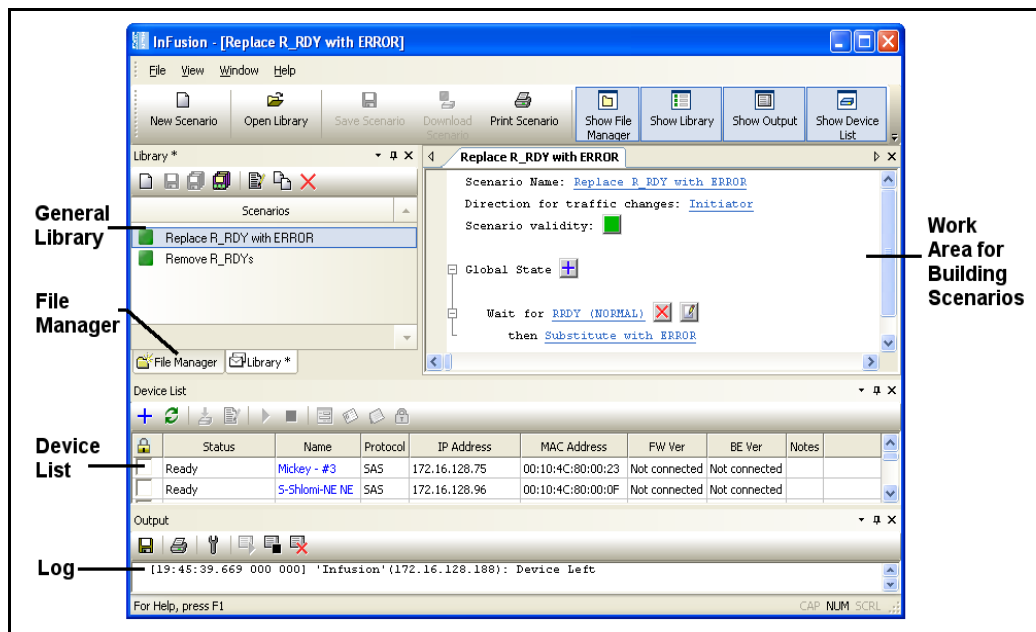 InFusion - [Replace R_RDY with ERROR]
File View Window Help
New Scenario Open Library Save Scenario Download Scenario Print Scenario Show File Manager Show Library Show Output Show Device List
Library *
Replace R_RDY with ERROR
Scenarios
Replace R_RDY with ERROR
Remove R_RDYs
File Manager Library *
Scenario Name: Replace R_RDY with ERROR
Direction for traffic changes: Initiator
Scenario validity:
Global State
Wait for RRDY (NORMAL)
then Substitute with ERROR
General Library
File Manager
Work Area for Building Scenarios
Device List
Status Name Protocol IP Address MAC Address FW Ver BE Ver Notes
Ready Mickey - #3 SAS 172.16.128.75 00:10:4C:80:00:23 Not connected Not connected
Ready S-Shlomi-NE NE SAS 172.16.128.96 00:10:4C:80:00:0F Not connected Not connected
Device List
Output
[19:45:39.669 000 000] 'Infusion'(172.16.128.188): Device Left
Log
For Help, press F1
CAP NUM SCRL